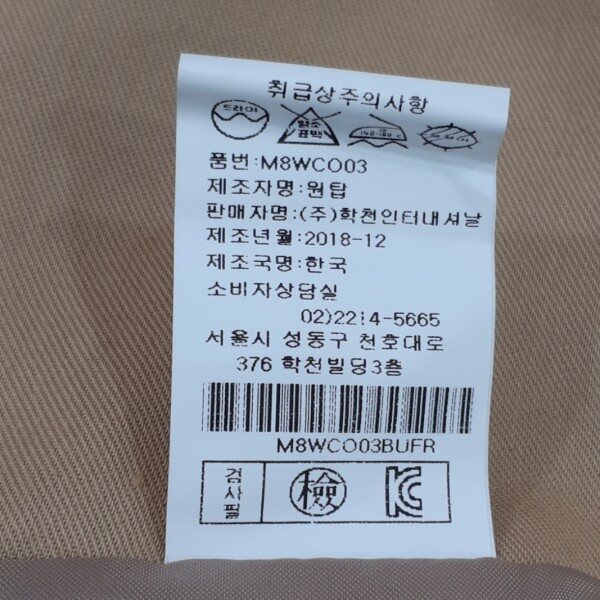 취급상주의사항
드라이 염소 표백 140-160℃
품번:M8WCO03
제조자명:원탑
판매자명:(주)학천인터내셔날
제조년월:2018-12
제조국명:한국
소비자상담실
02)2214-5665
서울시 성동구 천호대로
376 학천빌딩3층
M8WCO03BUFR
검사필 檢 KC